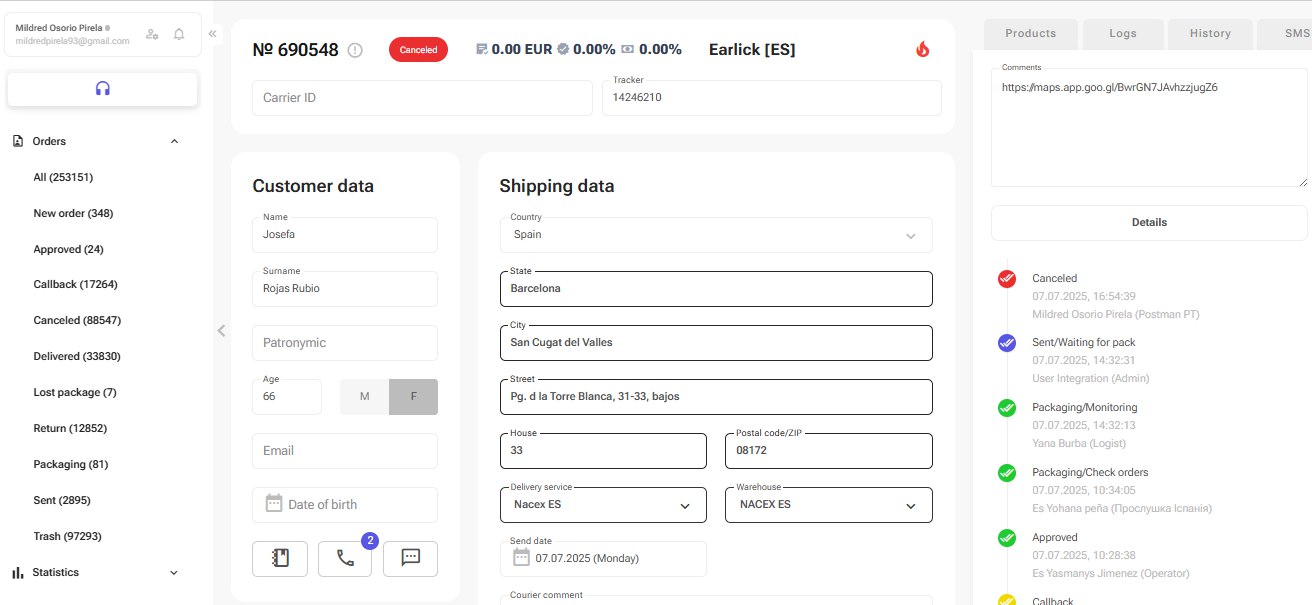 Mildred Osorio Pirela
mildredpirela93@gmail.com
Orders
All (253151)
New order (348)
Approved (24)
Callback (17264)
Canceled (88547)
Delivered (33830)
Lost package (7)
Return (12852)
Packaging (81)
Sent (2895)
Trash (97293)
Statistics
№ 690548
Canceled
0.00 EUR
0.00%
0.00%
Earlick [ES]
Carrier ID
Tracker
14246210
Customer data
Name
Josefa
Surname
Rojas Rubio
Patronymic
Age
66
M
F
Email
Date of birth
2
Shipping data
Country
Spain
State
Barcelona
City
San Cugat del Valles
Street
Pg. d la Torre Blanca, 31-33, bajos
House
33
Postal code/ZIP
08172
Delivery service
Nacex ES
Warehouse
NACEX ES
Send date
07.07.2025 (Monday)
Courier comment
Products
Logs
History
SMS
Comments
https://maps.app.goo.gl/BwrGN7JAvhzzjugZ6
Details
Canceled
07.07.2025, 16:54:39
Mildred Osorio Pirela (Postman PT)
Sent/Waiting for pack
07.07.2025, 14:32:31
User Integration (Admin)
Packaging/Monitoring
07.07.2025, 14:32:13
Yana Burba (Logist)
Packaging/Check orders
07.07.2025, 10:34:05
Es Yohana peña (Прослушка Іспанія)
Approved
07.07.2025, 10:28:38
Es Yasmanys Jimenez (Operator)
Callback